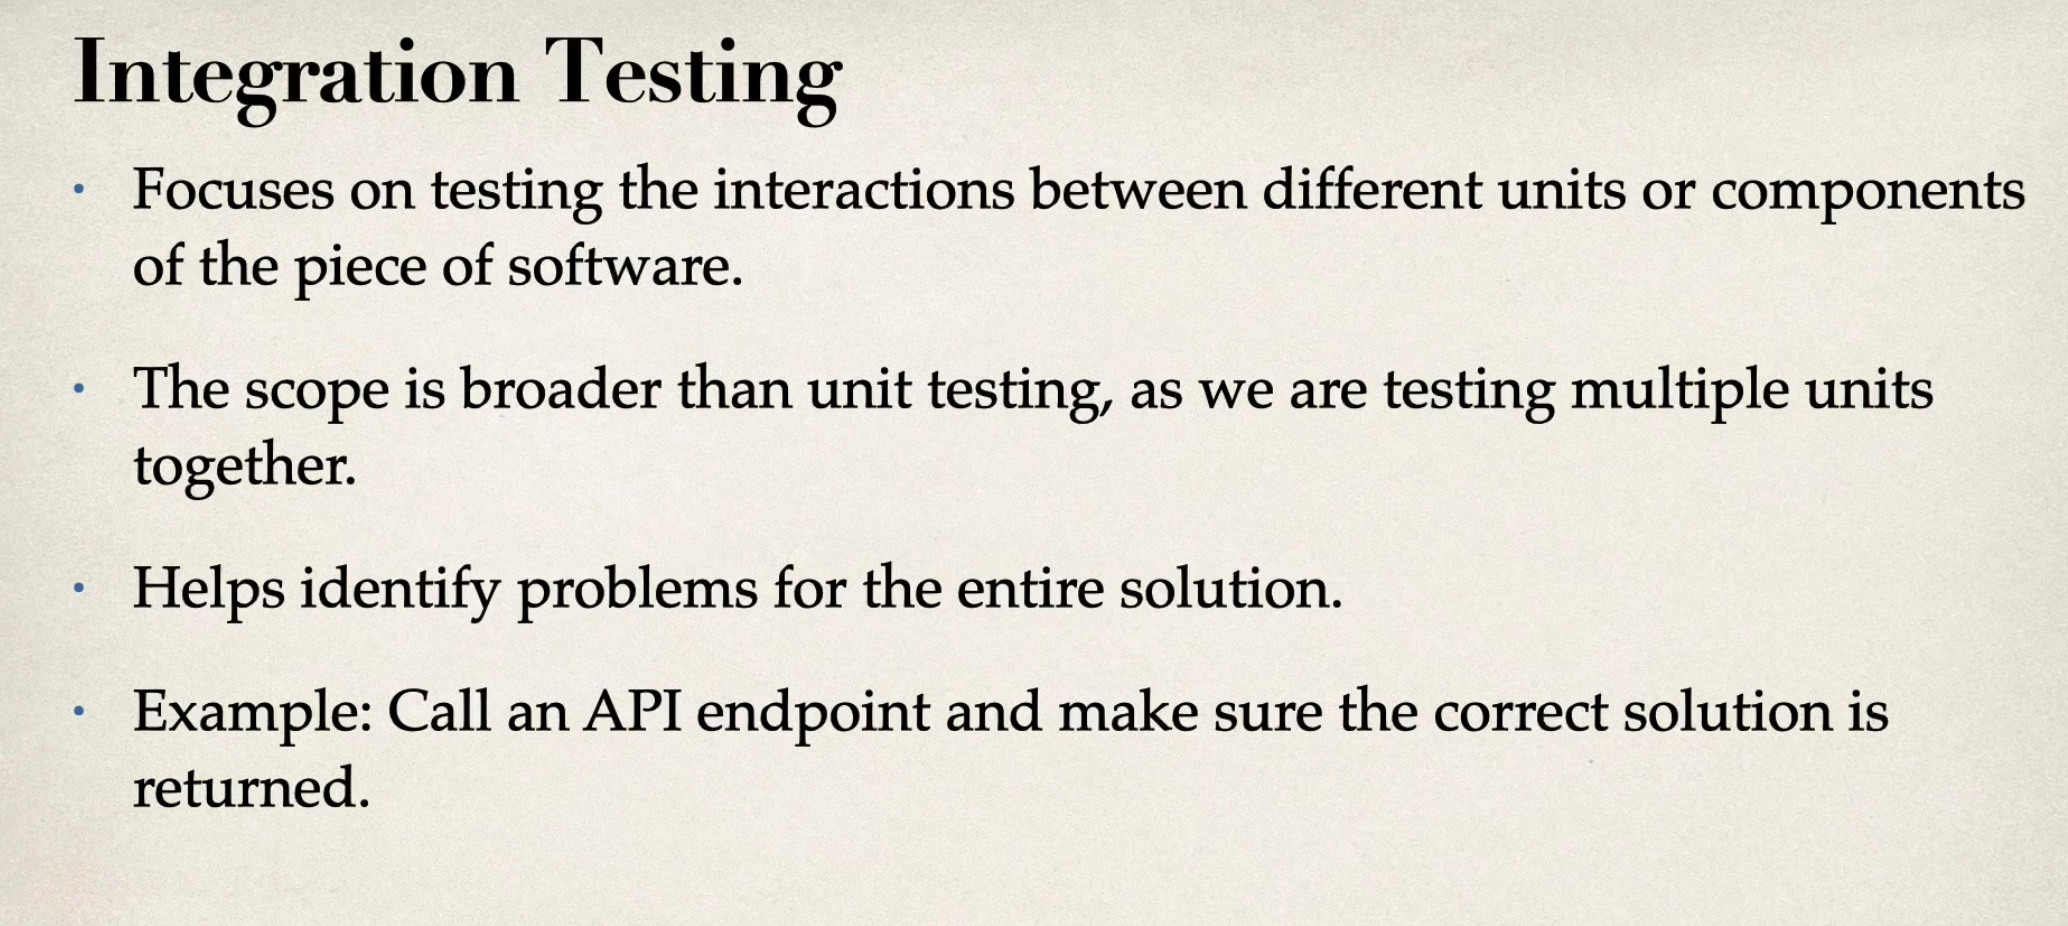 Integration Testing
• Focuses on testing the interactions between different units or components
of the piece of software.
• The scope is broader than unit testing, as we are testing multiple units
together.
• Helps identify problems for the entire solution.
• Example: Call an API endpoint and make sure the correct solution is
returned.